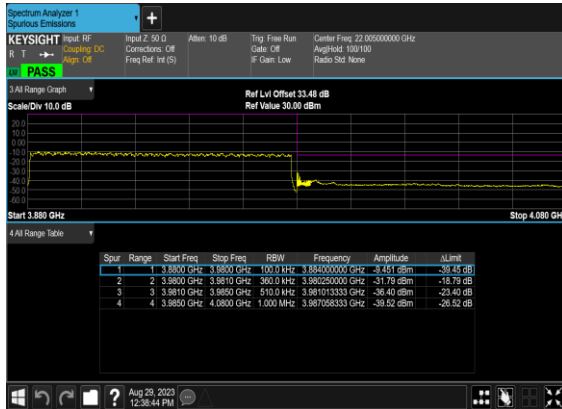 Spectrum Analyzer 1
Spurious Emissions
KEYSIGHT Input: RF Input Z: 50 Ω Atten: 10 dB Trig: Free Run Center Freq: 22.005000000 GHz
R T Coupling: DC Corrections: Off Gate: Off Avg|Hold: 100/100
Align: Off Freq Ref: Int (S) IF Gain: Low Radio Std: None
PASS
3 All Range Graph
Ref Lvl Offset 33.48 dB
Scale/Div 10.0 dB Ref Value 30.00 dBm
20.0
10.0
0.00
-10.0
-20.0
-30.0
-40.0
-50.0
-60.0
Start 3.880 GHz Stop 4.080 GH
4 All Range Table
Spur Range Start Freq Stop Freq RBW Frequency Amplitude ΔLimit
1 1 3.8800 GHz 3.9800 GHz 100.0 kHz 3.884000000 GHz -9.451 dBm -39.45 dB
2 2 3.9800 GHz 3.9810 GHz 360.0 kHz 3.980250000 GHz -31.79 dBm -18.79 dB
3 3 3.9810 GHz 3.9850 GHz 510.0 kHz 3.981013333 GHz -36.40 dBm -23.40 dB
4 4 3.9850 GHz 4.0800 GHz 1.000 MHz 3.987058333 GHz -39.52 dBm -26.52 dB
Aug 29, 2023
12:38:44 PM